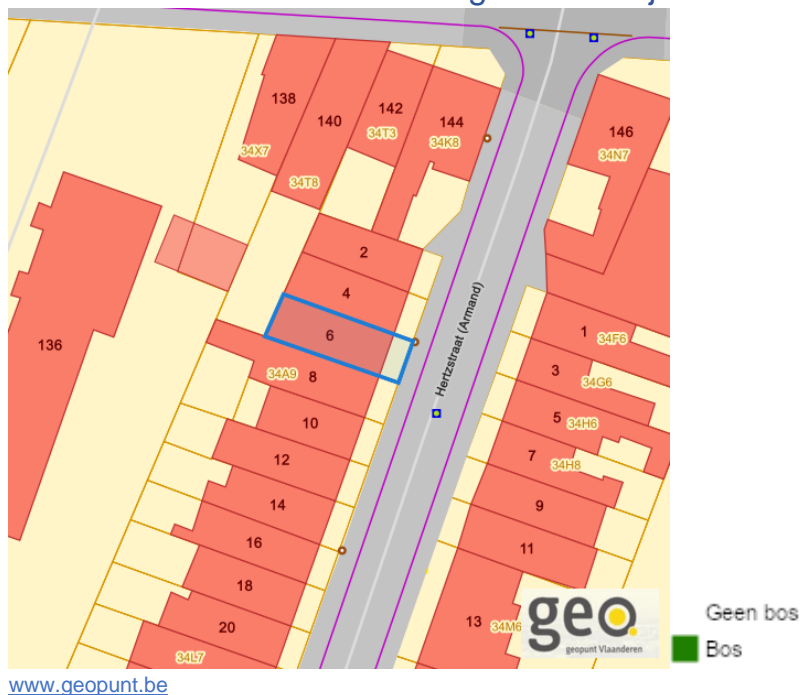 138
140
142
144
146
34X7
34T8
34T3
34K8
34N7
2
4
6
8
10
12
14
16
18
20
34A9
34L7
136
Hertzstraat (Armand)
1
34F6
3
34G6
5
34H6
7
34H8
9
11
13
34M6
geo.
geopunt Vlaanderen
Geen bos
Bos
www.geopunt.be